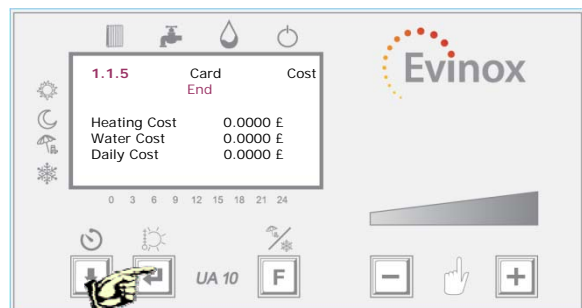 1.1.5 Card Cost
End
Heating Cost 0.0000 £
Water Cost 0.0000 £
Daily Cost 0.0000 £
0 3 6 9 12 15 18 21 24
Evinox
UA 10
F